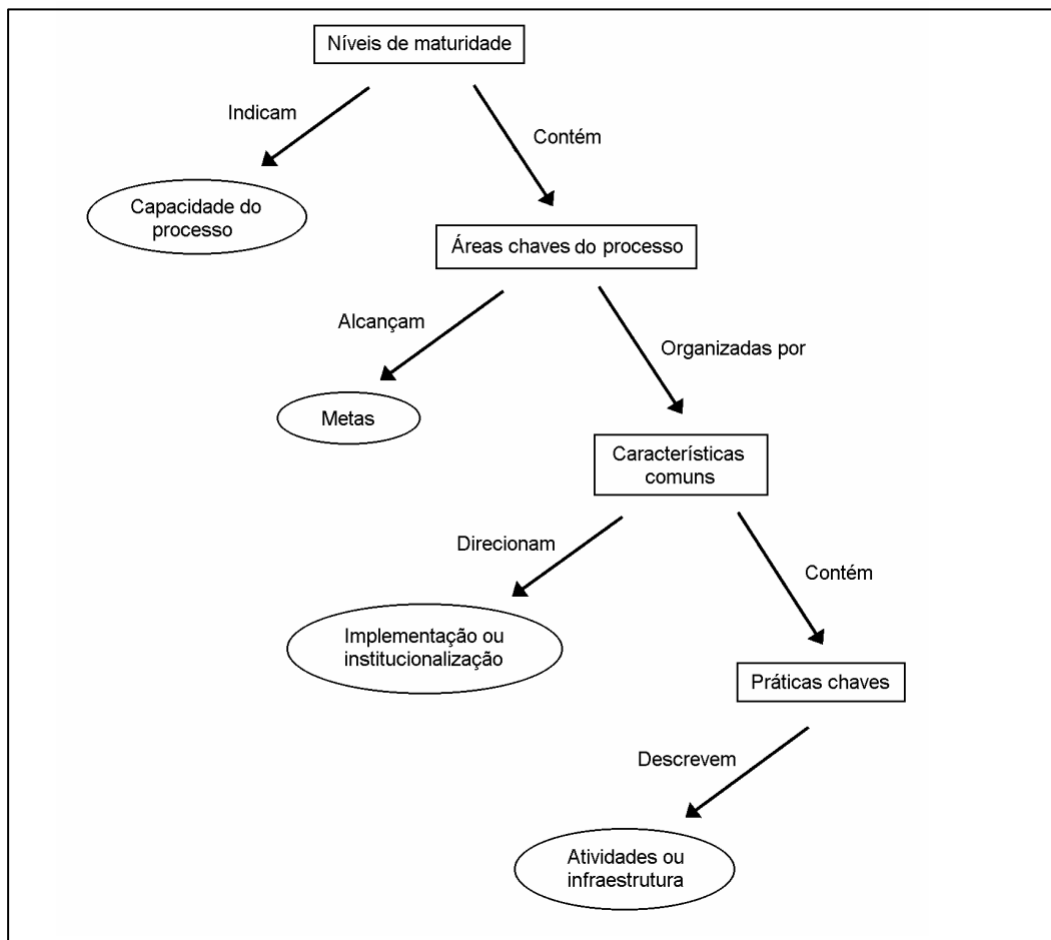 Níveis de maturidade
Indicam
Contém
Capacidade do
processo
Áreas chaves do processo
Alcançam
Organizadas por
Metas
Características
comuns
Direcionam
Contém
Implementação ou
institucionalização
Práticas chaves
Descrevem
Atividades ou
infraestrutura